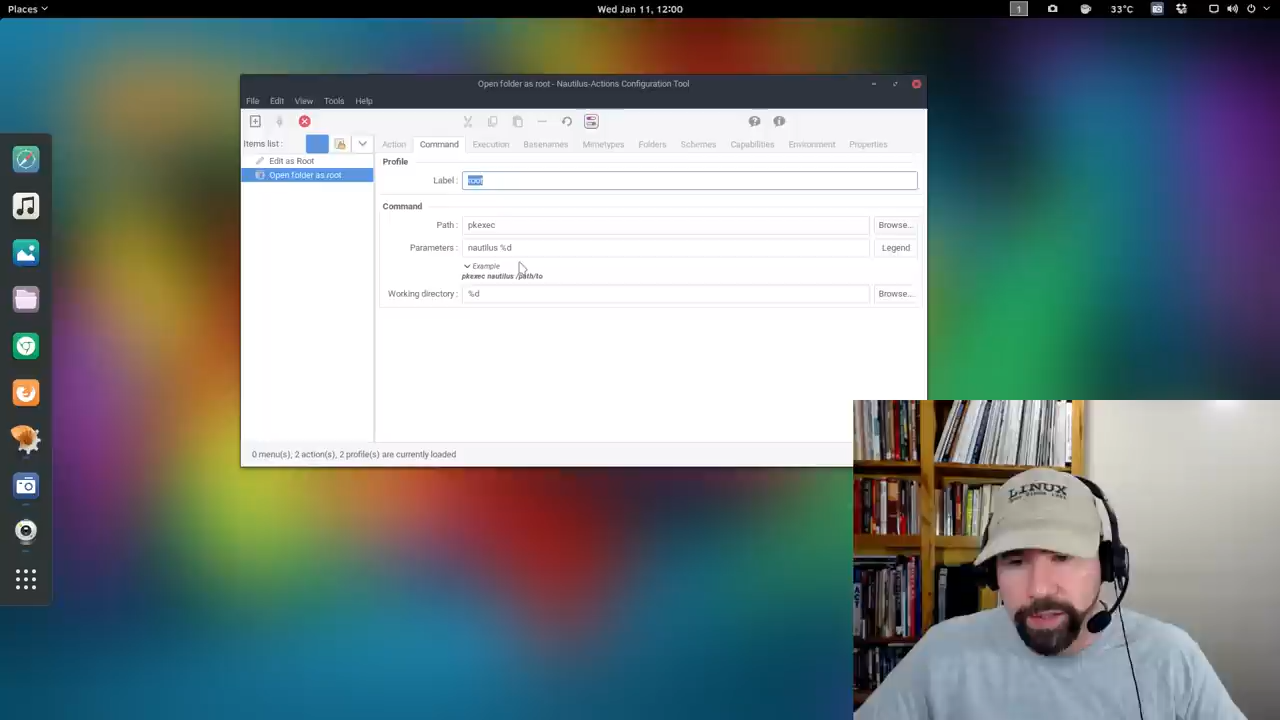 Places
Wed Jan 11, 12:00
1
33°C
Open folder as root - Nautilus-Actions Configuration Tool
File Edit View Tools Help
Items list :
Action Command Execution Basenames Mimetypes Folders Schemes Capabilities Environment Properties
Edit as Root
Open folder as root
Profile
Label : root
Command
Path : pkexec Browse...
Parameters : nautilus %d Legend
Example
pkexec nautilus /path/to
Working directory : %d Browse...
0 menu(s), 2 action(s), 2 profile(s) are currently loaded
LINUX